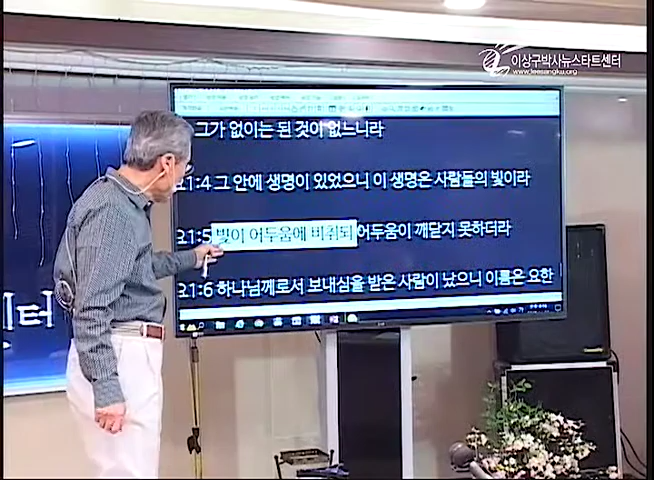 이상구박사뉴스타트센터
www.leesangku.org
그가 없이는 된 것이 없느니라
1:4 그 안에 생명이 있었으니 이 생명은 사람들의 빛이라
1:5 빛이 어두움에 비취되 어두움이 깨닫지 못하더라
1:6 하나님께로서 보내심을 받은 사람이 났으니 이름은 요한
터